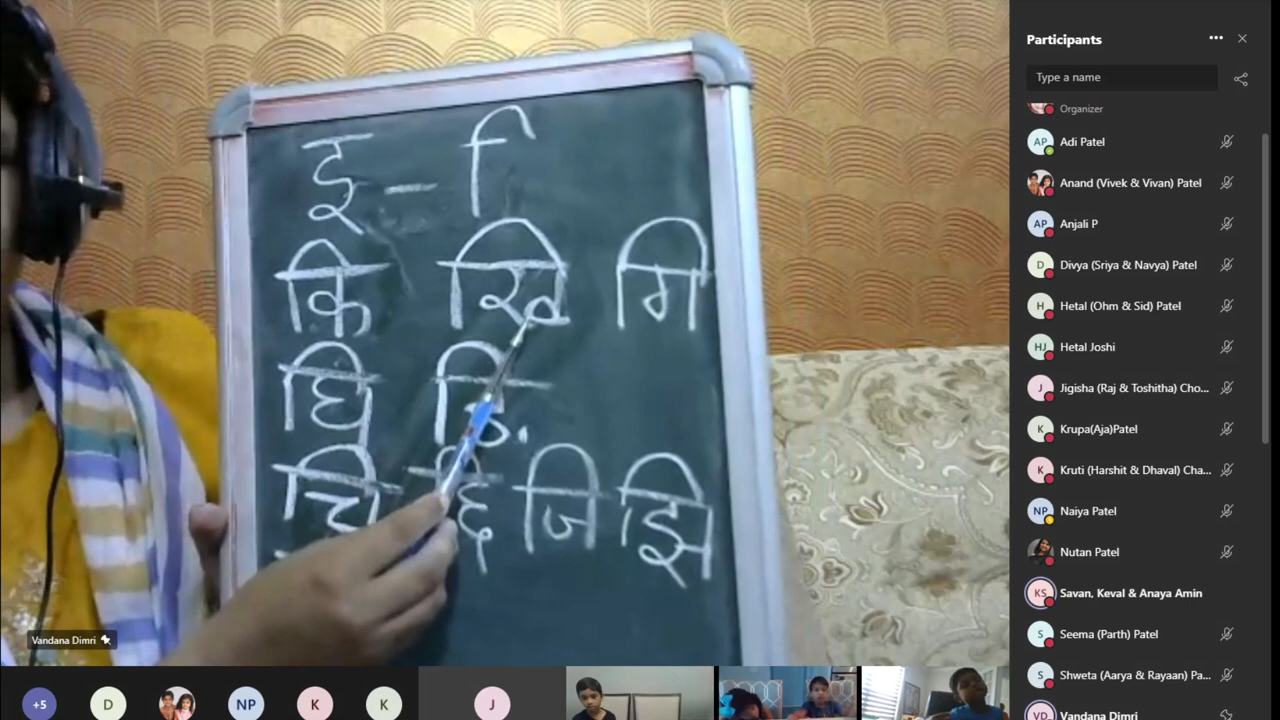 इ - ि
कि खि गि
घि ङि
चि छि जि झि
Vandana Dimri
+5
D
NP
K
K
J
Participants
Type a name
Organizer
AP Adi Patel
Anand (Vivek & Vivan) Patel
AP Anjali P
D Divya (Sriya & Navya) Patel
H Hetal (Ohm & Sid) Patel
HJ Hetal Joshi
J Jigisha (Raj & Toshitha) Cho...
K Krupa(Aja)Patel
K Kruti (Harshit & Dhaval) Cha...
NP Naiya Patel
Nutan Patel
KS Savan, Keval & Anaya Amin
S Seema (Parth) Patel
S Shweta (Aarya & Rayaan) Pa...
VD Vandana Dimri